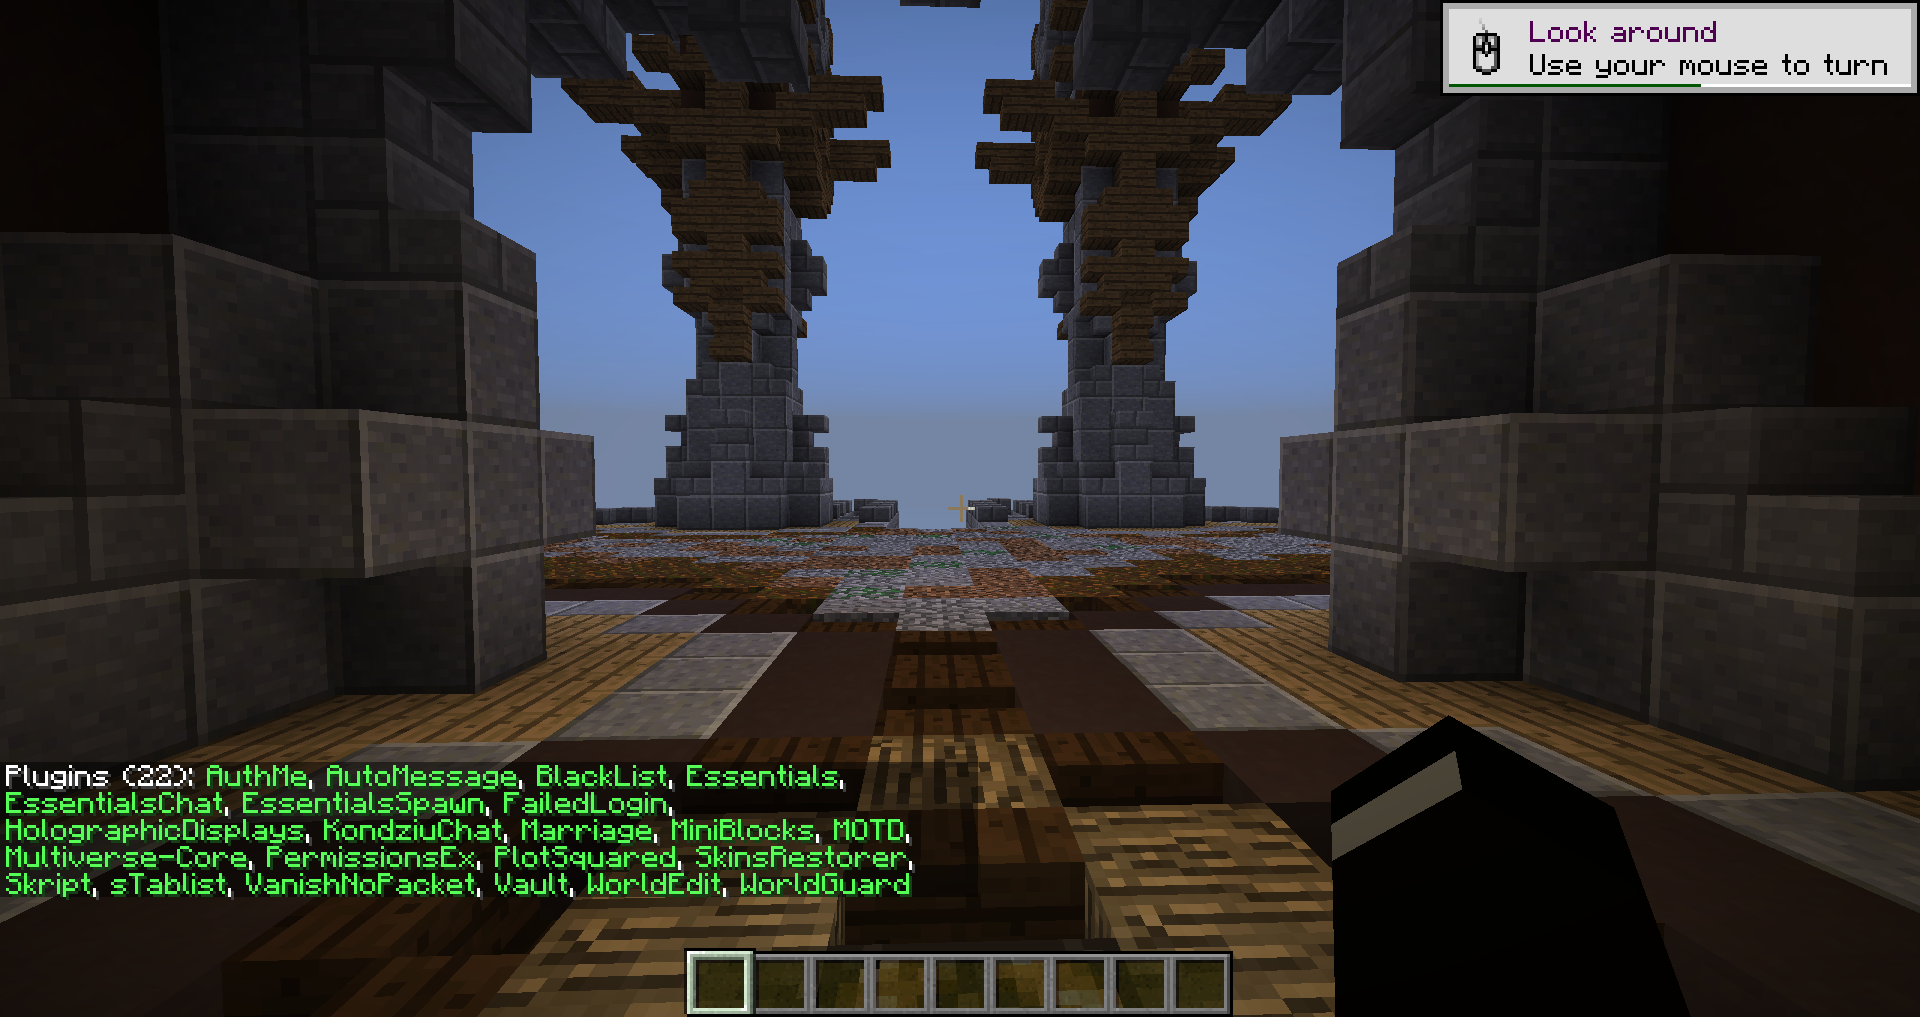 Look around
Use your mouse to turn
Plugins (22): AuthMe, AutoMessage, BlackList, Essentials,
EssentialsChat, EssentialsSpawn, FailedLogin,
HolographicDisplays, KondziuChat, Marriage, MiniBlocks, MOTD,
Multiverse-Core, PermissionsEx, PlotSquared, SkinsRestorer,
Skript, sTablist, VanishNoPacket, Vault, WorldEdit, WorldGuard